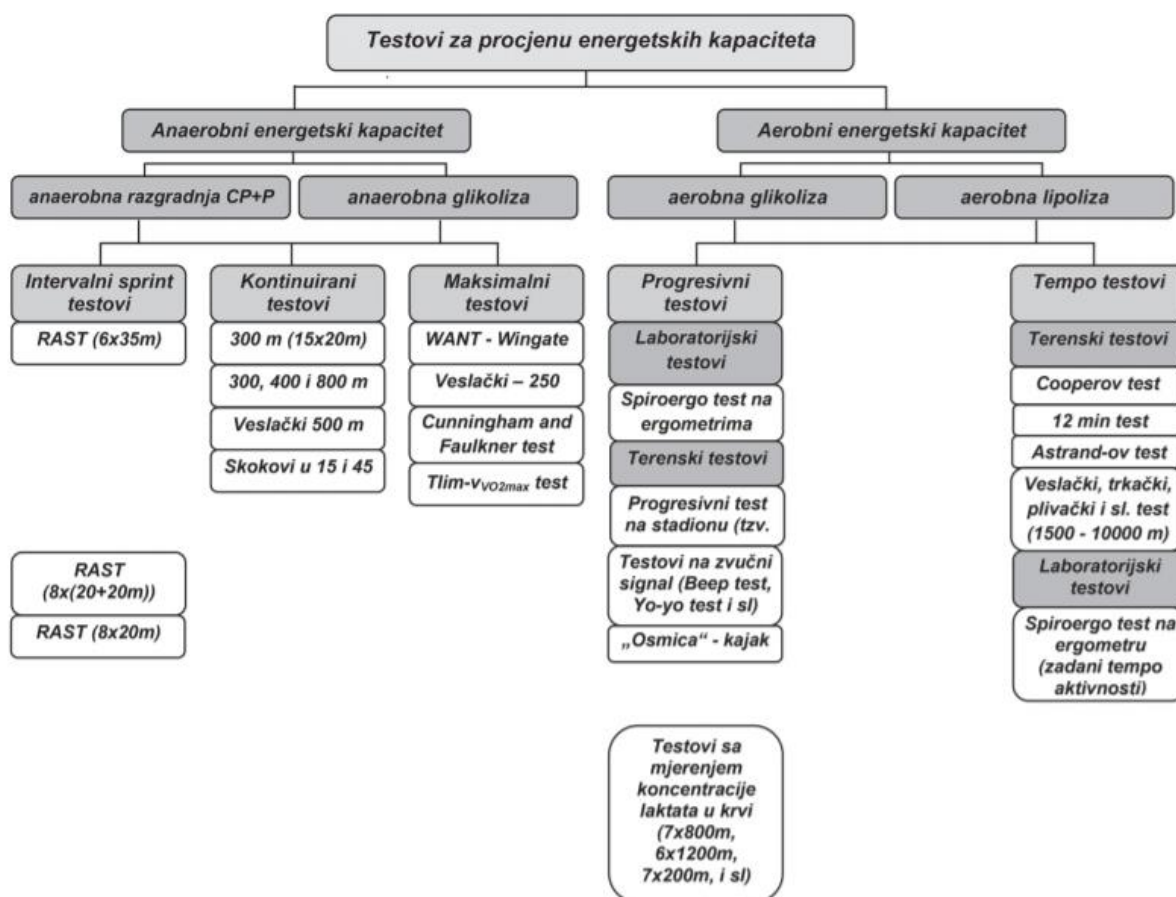 Testovi za procjenu energetskih kapaciteta
Anaerobni energetski kapacitet
Aerobni energetski kapacitet
anaerobna razgradnja CP+P
anaerobna glikoliza
aerobna glikoliza
aerobna lipoliza
Intervalni sprint
testovi
RAST (6x35m)
RAST
(8x(20+20m))
RAST (8x20m)
Kontinuirani
testovi
300 m (15x20m)
300, 400 i 800 m
Veslački 500 m
Skokovi u 15 i 45
Maksimalni
testovi
WANT - Wingate
Veslački – 250
Cunningham and
Faulkner test
Tlim-vVO2max test
Progresivni
testovi
Laboratorijski
testovi
Spiroergo test na
ergometrima
Terenski testovi
Progresivni test
na stadionu (tzv.
Testovi na zvučni
signal (Beep test,
Yo-yo test i sl)
„Osmica“ - kajak
Testovi sa
mjerenjem
koncentracije
laktata u krvi
(7x800m,
6x1200m,
7x200m, i sl)
Tempo testovi
Terenski testovi
Cooperov test
12 min test
Astrand-ov test
Veslački, trkački,
plivački i sl. test
(1500 - 10000 m)
Laboratorijski
testovi
Spiroergo test na
ergometru
(zadani tempo
aktivnosti)